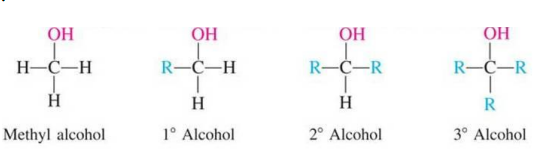 OH OH OH OH
H—C—H R—C—H R—C—R R—C—R
H H H R
Methyl alcohol 1° Alcohol 2° Alcohol 3° Alcohol